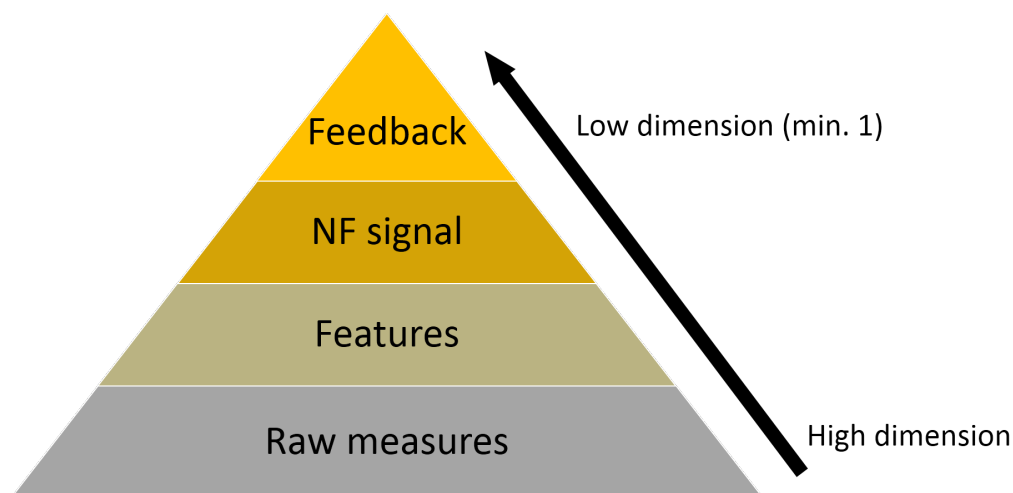 Feedback
Low dimension (min. 1)
NF signal
Features
Raw measures
High dimension